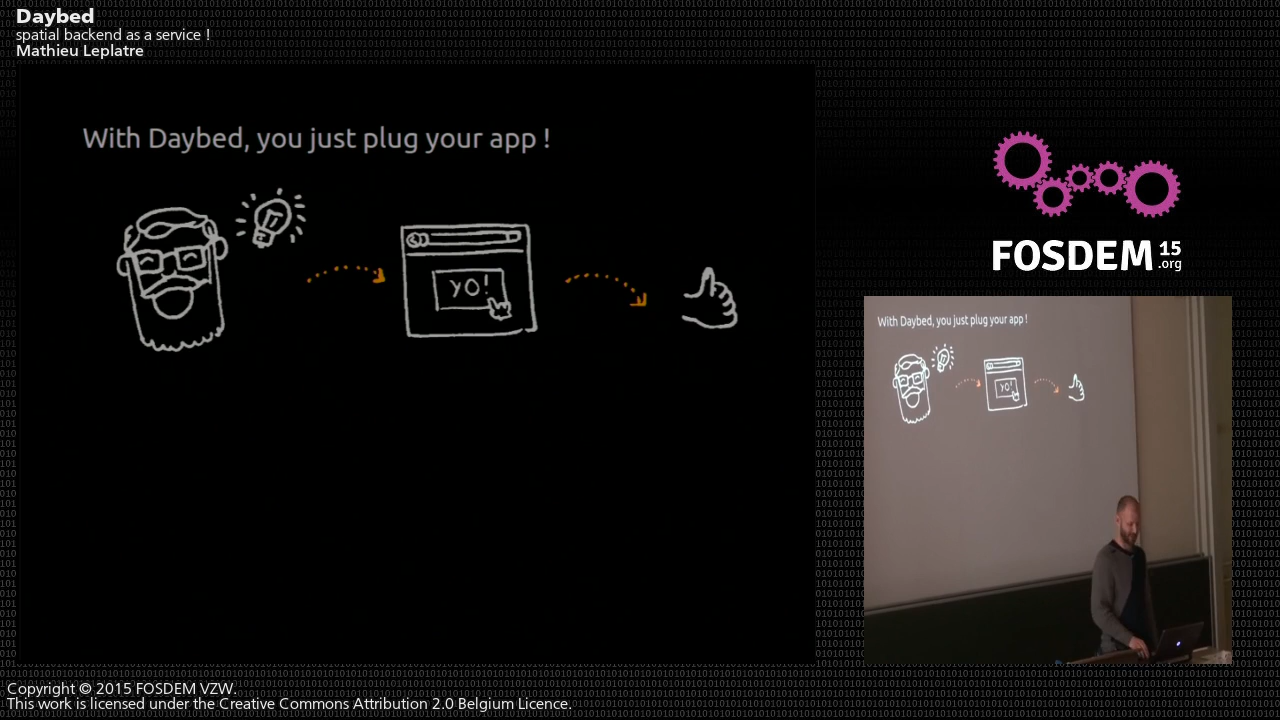 Daybed
spatial backend as a service !
Mathieu Leplatre
With Daybed, you just plug your app !
YO!
FOSDEM 15
.org
With Daybed, you just plug your app !
YO!
Copyright © 2015 FOSDEM VZW.
This work is licensed under the Creative Commons Attribution 2.0 Belgium Licence.